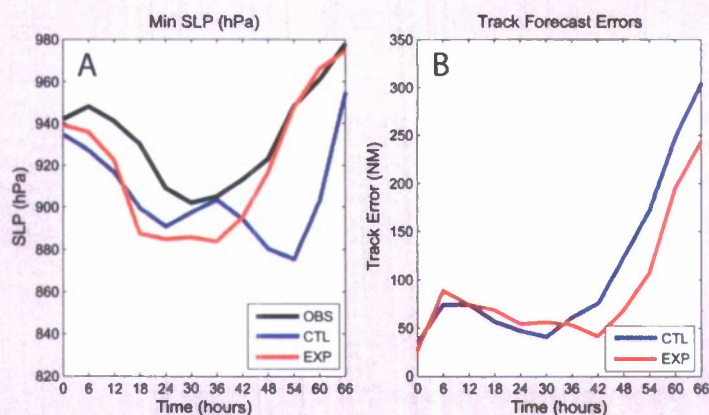 Min SLP (hPa)
980
960
940
920
900
880
860
840
820
SLP (hPa)
A
OBS
CTL
EXP
0 6 12 18 24 30 36 42 48 54 60 66
Time (hours)
Track Forecast Errors
350
300
250
200
150
100
50
0
Track Error (NM)
B
CTL
EXP
0 6 12 18 24 30 36 42 48 54 60 66
Time (hours)